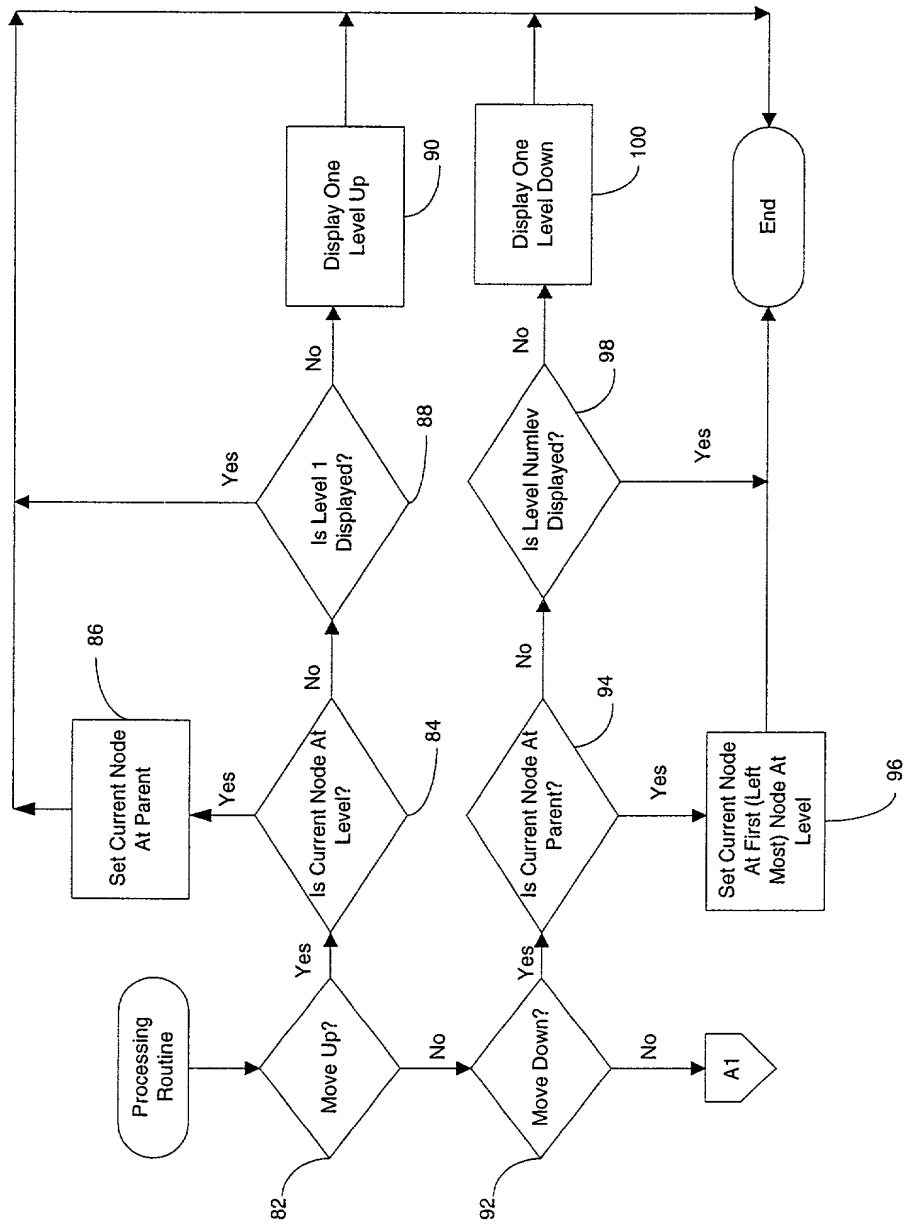 Processing
Routine
82
Move Up?
Yes
No
Is Current Node At
Level?
84
Yes
No
Set Current Node
At Parent
86
Is Level 1
Displayed?
88
Yes
No
Display One
Level Up
90
92
Move Down?
Yes
No
A1
Is Current Node At
Parent?
94
No
Yes
Set Current Node
At First (Left
Most) Node At
Level
96
Is Level Numlev
Displayed?
98
No
Yes
Display One
Level Down
100
End